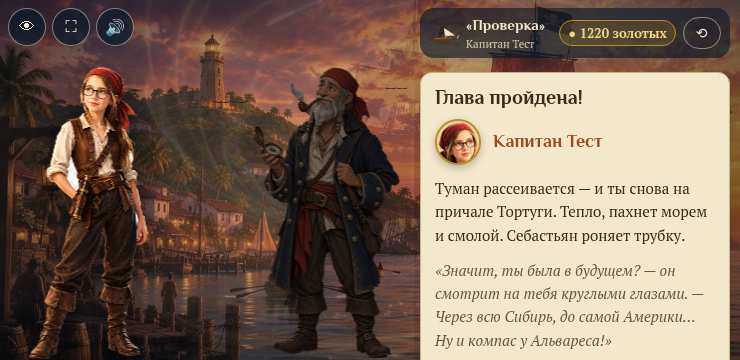 «Проверка»
Капитан Тест
● 1220 золотых
Глава пройдена!
Капитан Тест
Туман рассеивается — и ты снова на
причале Тортуги. Тепло, пахнет морем
и смолой. Себастьян роняет трубку.
«Значит, ты была в будущем? — он
смотрит на тебя круглыми глазами. —
Через всю Сибирь, до самой Америки…
Ну и компас у Альвареса!»